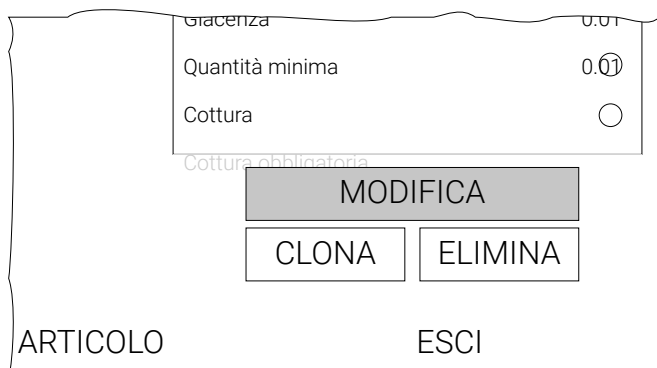 Giacenza 0.01
Quantità minima 0.01
Cottura
Cottura obbligatoria
MODIFICA
CLONA ELIMINA
ARTICOLO ESCI